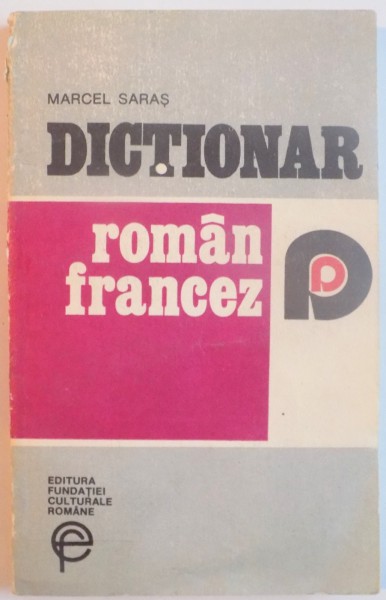 MARCEL SARAȘ
DICȚIONAR
român
francez
EDITURA
FUNDAȚIEI
CULTURALE
ROMÂNE